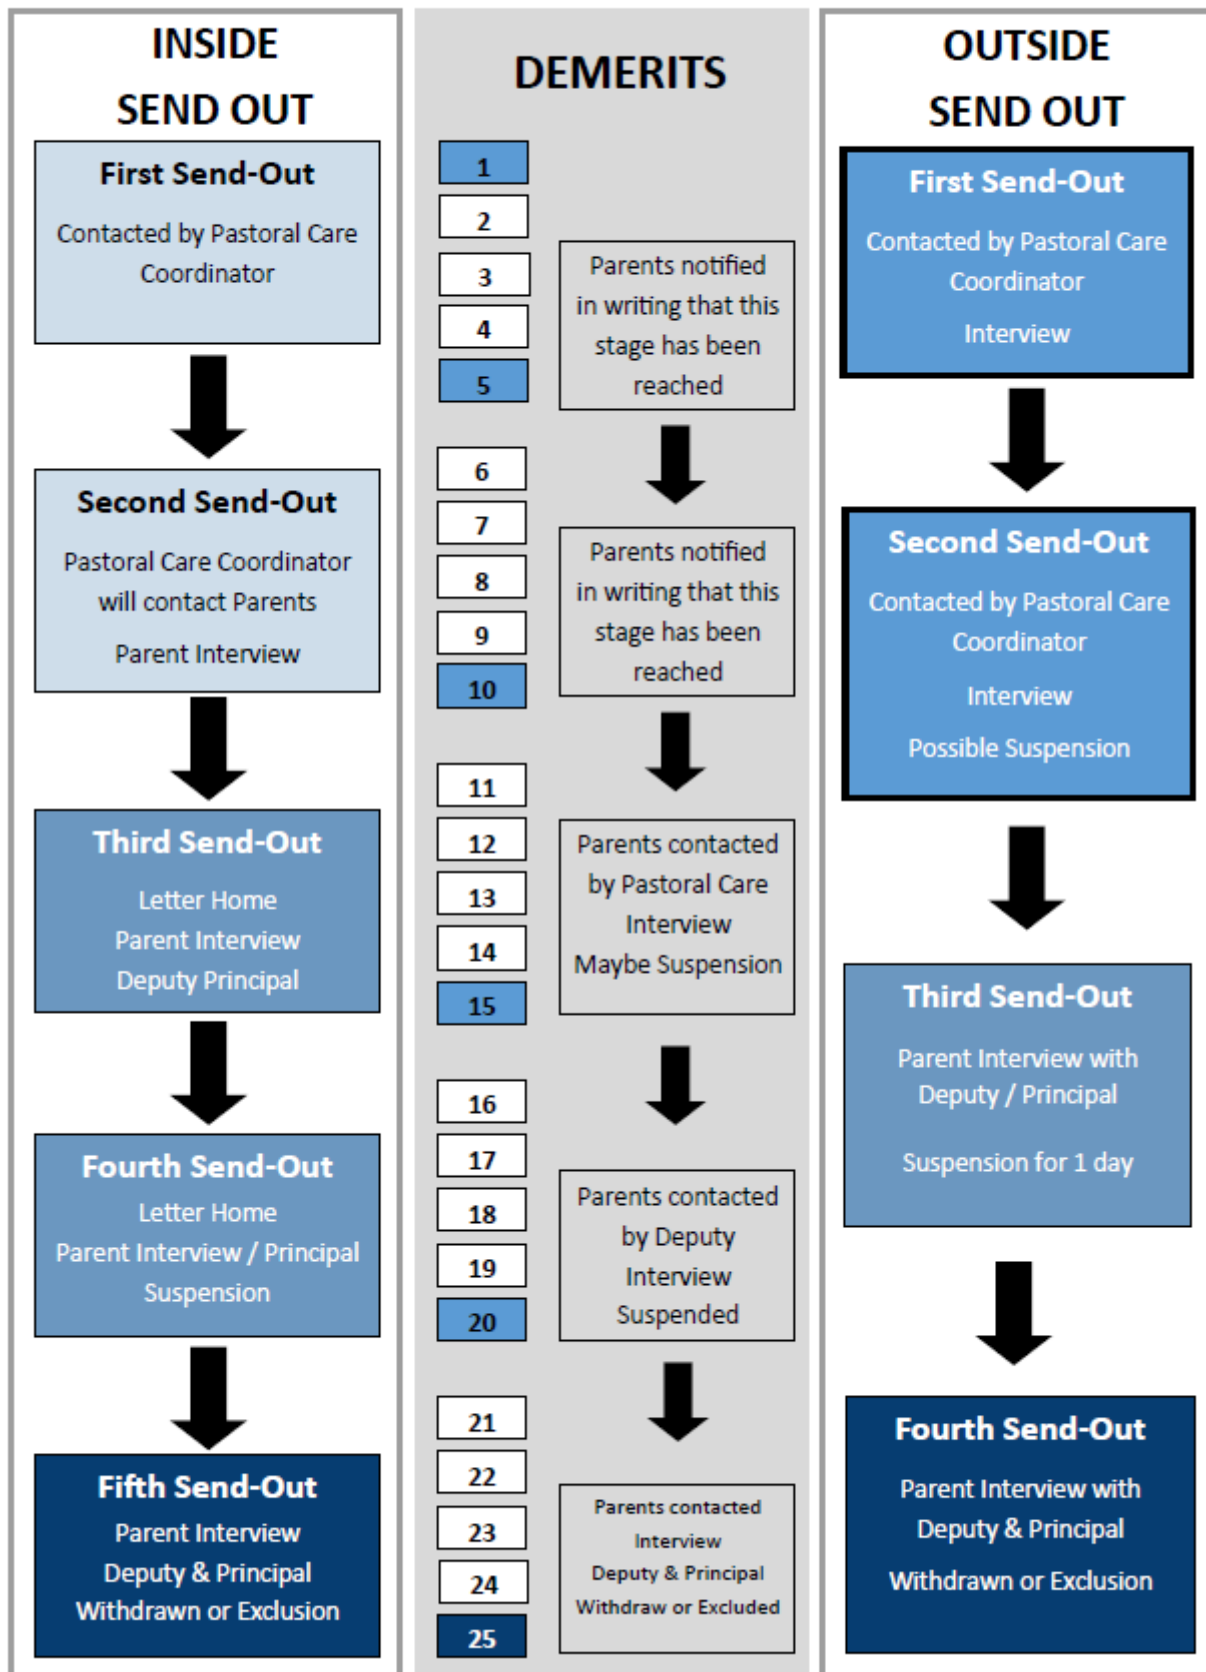 INSIDE
SEND OUT
First Send-Out
Contacted by Pastoral Care
Coordinator
Second Send-Out
Pastoral Care Coordinator
will contact Parents
Parent Interview
Third Send-Out
Letter Home
Parent Interview
Deputy Principal
Fourth Send-Out
Letter Home
Parent Interview / Principal
Suspension
Fifth Send-Out
Parent Interview
Deputy & Principal
Withdrawn or Exclusion
DEMERITS
1
2
3
4
5
Parents notified
in writing that this
stage has been
reached
6
7
8
9
10
Parents notified
in writing that this
stage has been
reached
11
12
13
14
15
Parents contacted
by Pastoral Care
Interview
Maybe Suspension
16
17
18
19
20
Parents contacted
by Deputy
Interview
Suspended
21
22
23
24
25
Parents contacted
Interview
Deputy & Principal
Withdraw or Excluded
OUTSIDE
SEND OUT
First Send-Out
Contacted by Pastoral Care
Coordinator
Interview
Second Send-Out
Contacted by Pastoral Care
Coordinator
Interview
Possible Suspension
Third Send-Out
Parent Interview with
Deputy / Principal
Suspension for 1 day
Fourth Send-Out
Parent Interview with
Deputy & Principal
Withdrawn or Exclusion